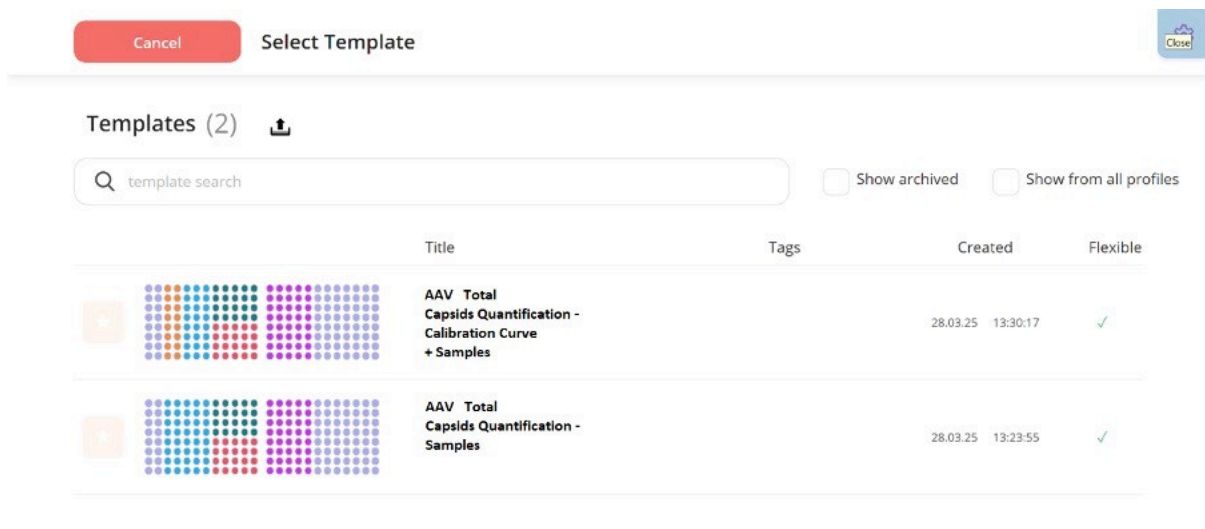 Cancel
Select Template
Close
Templates (2)
template search
Show archived
Show from all profiles
Title Tags Created Flexible
AAV Total
Capsids Quantification -
Calibration Curve
+ Samples
28.03.25 13:30:17
AAV Total
Capsids Quantification -
Samples
28.03.25 13:23:55